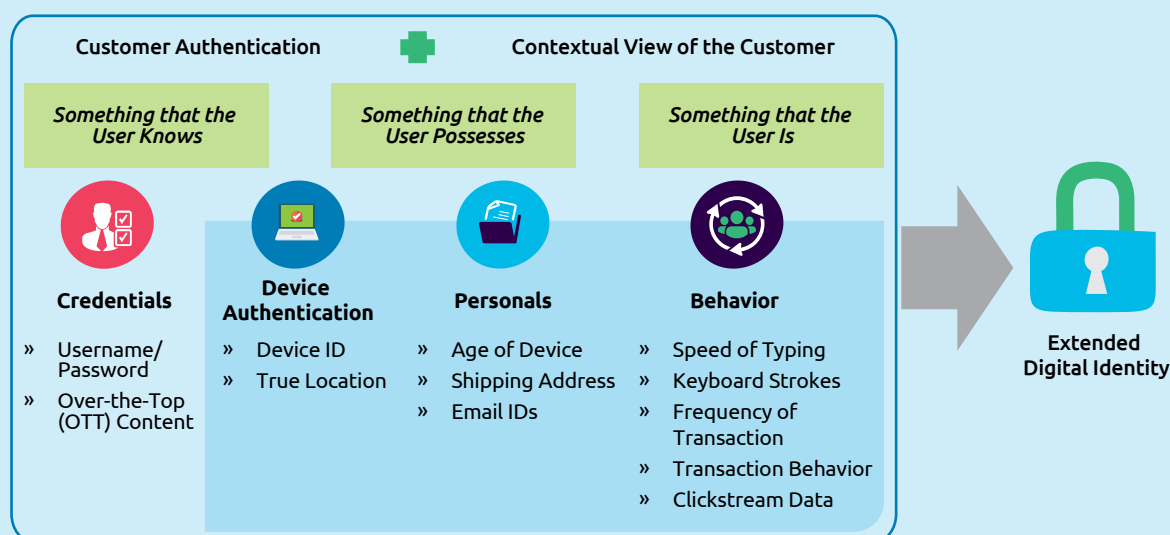 Customer Authentication
Contextual View of the Customer
Something that the
User Knows
Something that the
User Possesses
Something that the
User Is
Credentials
» Username/
Password
» Over-the-Top
(OTT) Content
Device
Authentication
» Device ID
» True Location
Personals
» Age of Device
» Shipping Address
» Email IDs
Behavior
» Speed of Typing
» Keyboard Strokes
» Frequency of
Transaction
» Transaction Behavior
» Clickstream Data
Extended
Digital Identity